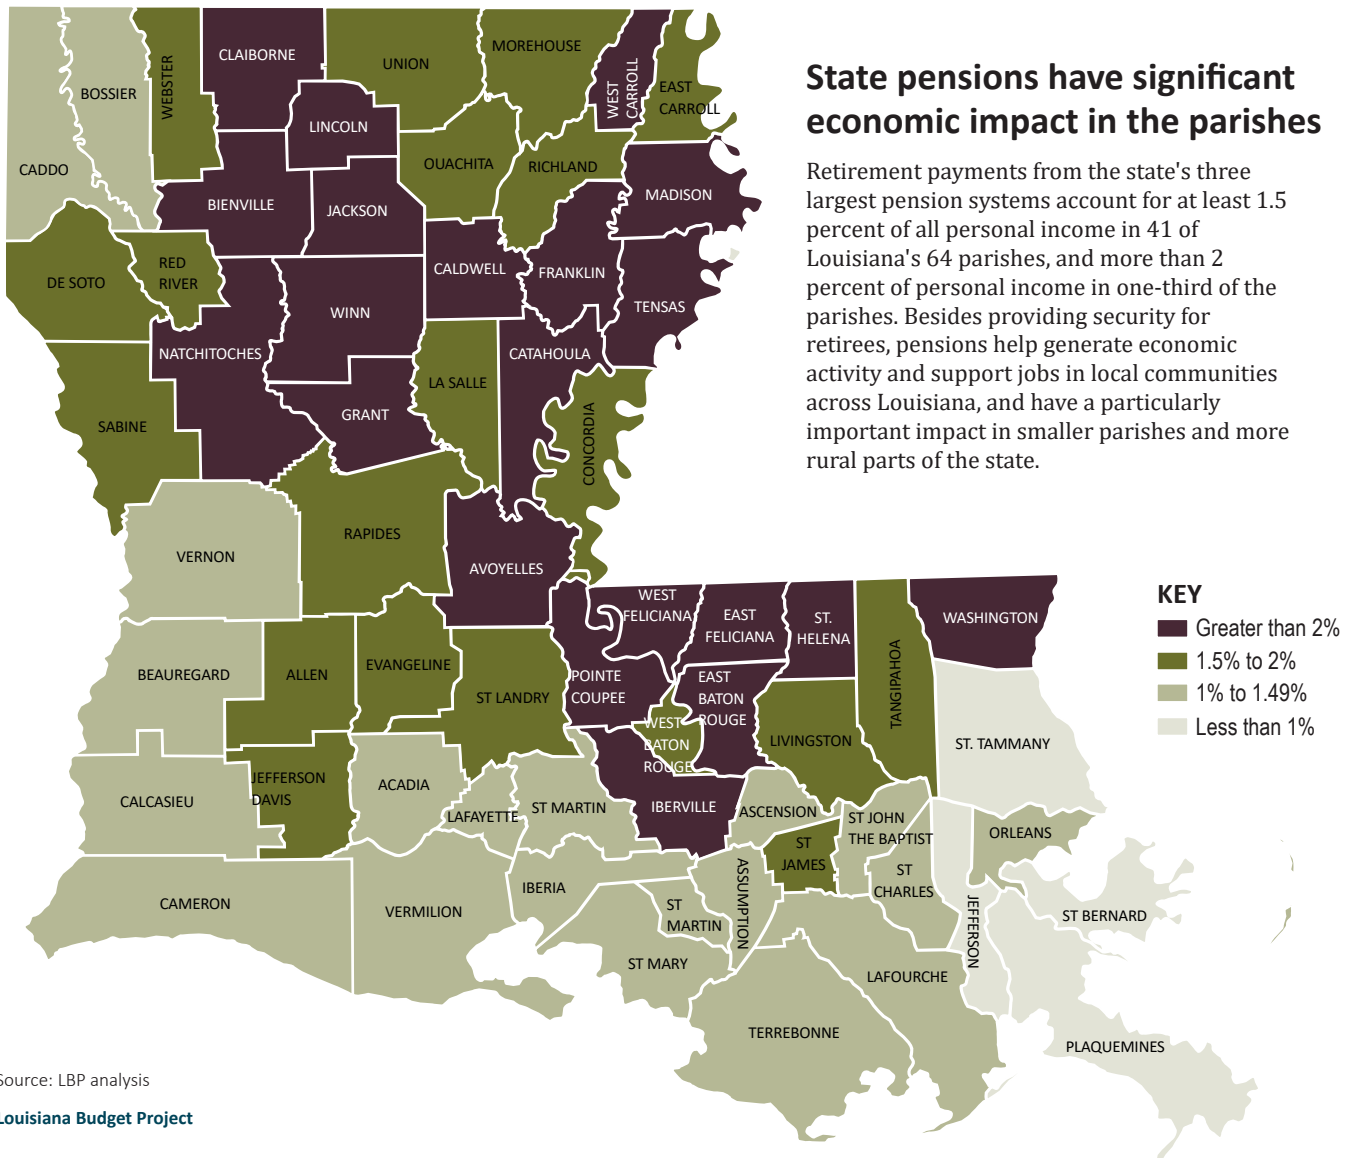 State pensions have significant
economic impact in the parishes
Retirement payments from the state's three
largest pension systems account for at least 1.5
percent of all personal income in 41 of
Louisiana's 64 parishes, and more than 2
percent of personal income in one-third of the
parishes. Besides providing security for
retirees, pensions help generate economic
activity and support jobs in local communities
across Louisiana, and have a particularly
important impact in smaller parishes and more
rural parts of the state.
CADDO
BOSSIER
WEBSTER
CLAIBORNE
LINCOLN
UNION
MOREHOUSE
WEST
CARROLL
EAST
CARROLL
OUACHITA
RICHLAND
MADISON
BIENVILLE
JACKSON
DE SOTO
RED
RIVER
CALDWELL
FRANKLIN
TENSAS
WINN
NATCHITOCHES
CATAHOULA
LA SALLE
GRANT
SABINE
CONCORDIA
RAPIDES
VERNON
AVOYELLES
WEST
FELICIANA
EAST
FELICIANA
ST.
HELENA
WASHINGTON
TANGIPAHOA
BEAUREGARD
ALLEN
EVANGELINE
ST LANDRY
POINTE
COUPEE
EAST
BATON
ROUGE
WEST
BATON
ROUGE
LIVINGSTON
ST. TAMMANY
CALCASIEU
JEFFERSON
DAVIS
ACADIA
LAFAYETTE
ST MARTIN
IBERVILLE
ASCENSION
ST JOHN
THE BAPTIST
ORLEANS
ST
JAMES
ST
CHARLES
ASSUMPTION
JEFFERSON
CAMERON
VERMILION
IBERIA
ST
MARTIN
ST MARY
ST BERNARD
LAFOURCHE
TERREBONNE
PLAQUEMINES
KEY
Greater than 2%
1.5% to 2%
1% to 1.49%
Less than 1%
Source: LBP analysis
Louisiana Budget Project